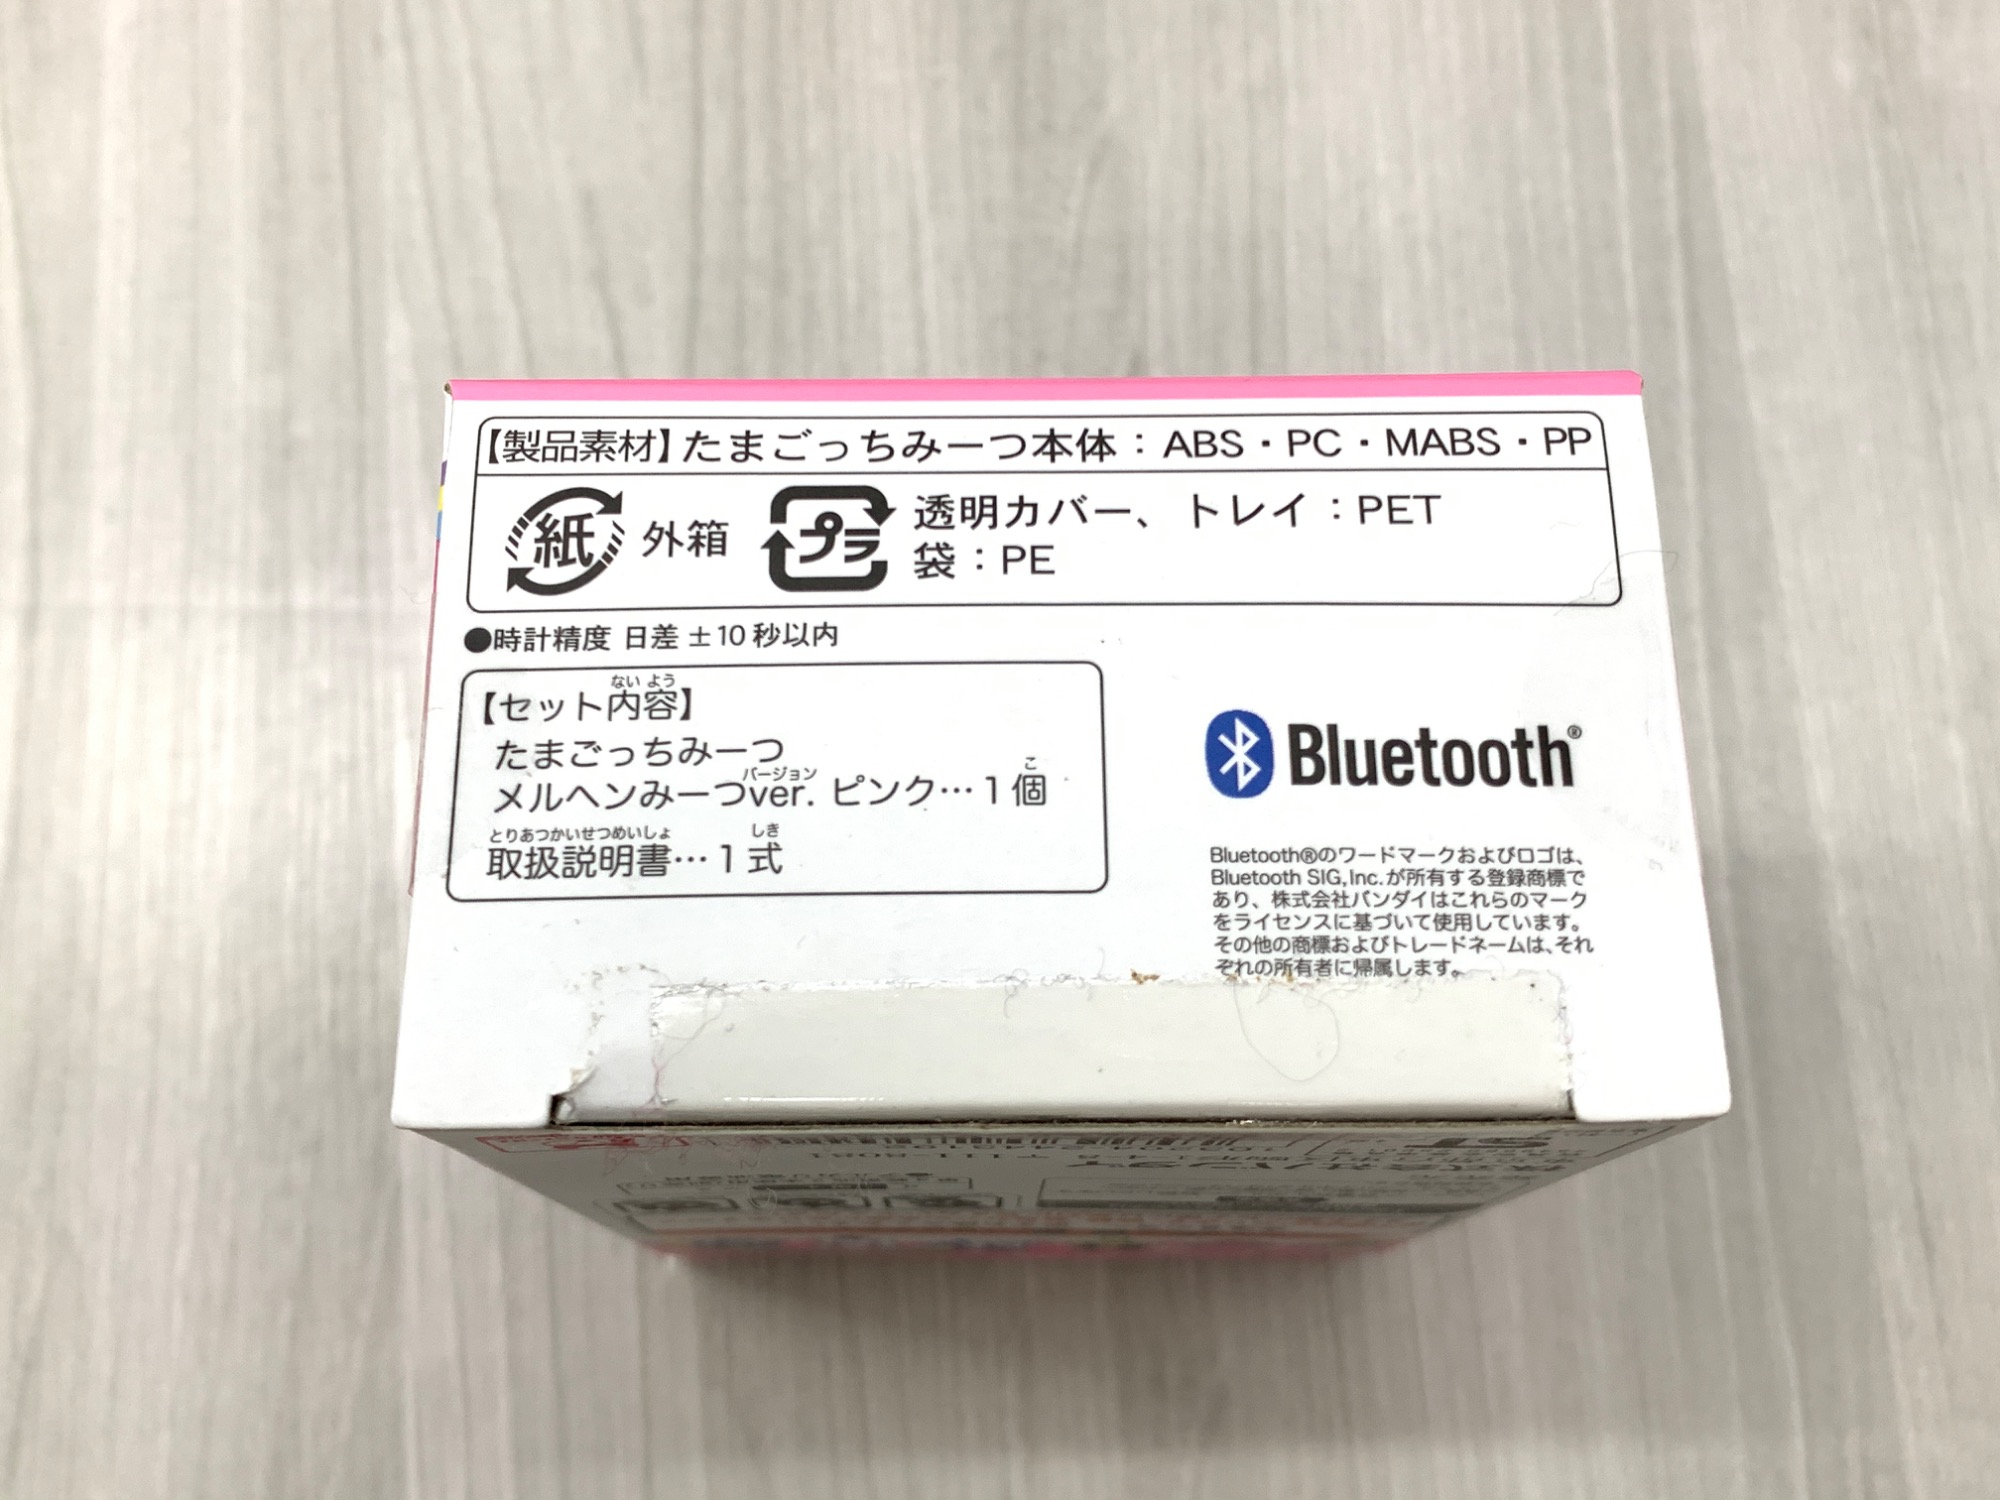 【製品素材】たまごっちみーつ本体：ABS・PC・MABS・PP
紙 外箱
プラ 透明カバー、トレイ：PET
袋：PE
●時計精度 日差 ±10 秒以内
【セット内容】
ないよう
たまごっちみーつ
バージョン こ
メルヘンみーつver. ピンク…1個
とりあつかいせつめいしょ しき
取扱説明書…1式
Bluetooth®
Bluetooth®のワードマークおよびロゴは、
Bluetooth SIG,Inc.が所有する登録商標で
あり、株式会社バンダイはこれらのマーク
をライセンスに基づいて使用しています。
その他の商標およびトレードネームは、それ
ぞれの所有者に帰属します。
株式会社バンダイ